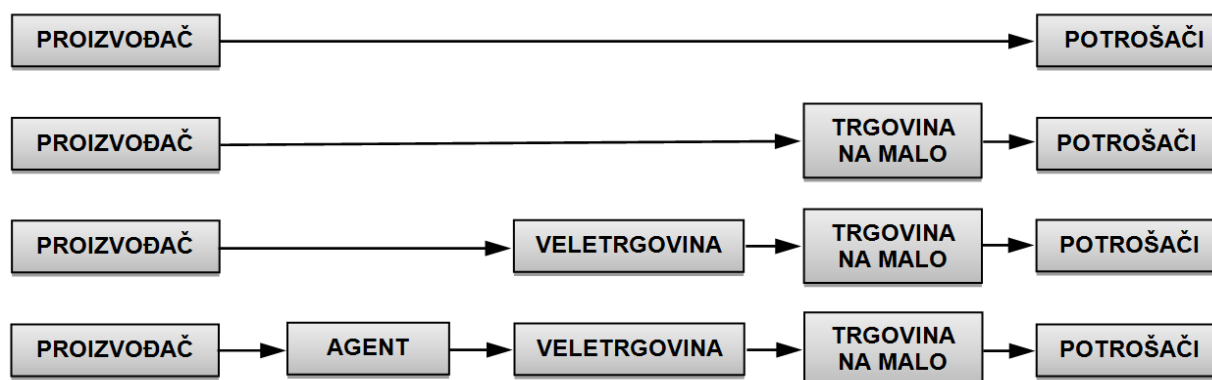 PROIZVOĐAČ
POTROŠAČI
PROIZVOĐAČ
TRGOVINA
NA MALO
POTROŠAČI
PROIZVOĐAČ
VELETRGOVINA
TRGOVINA
NA MALO
POTROŠAČI
PROIZVOĐAČ
AGENT
VELETRGOVINA
TRGOVINA
NA MALO
POTROŠAČI